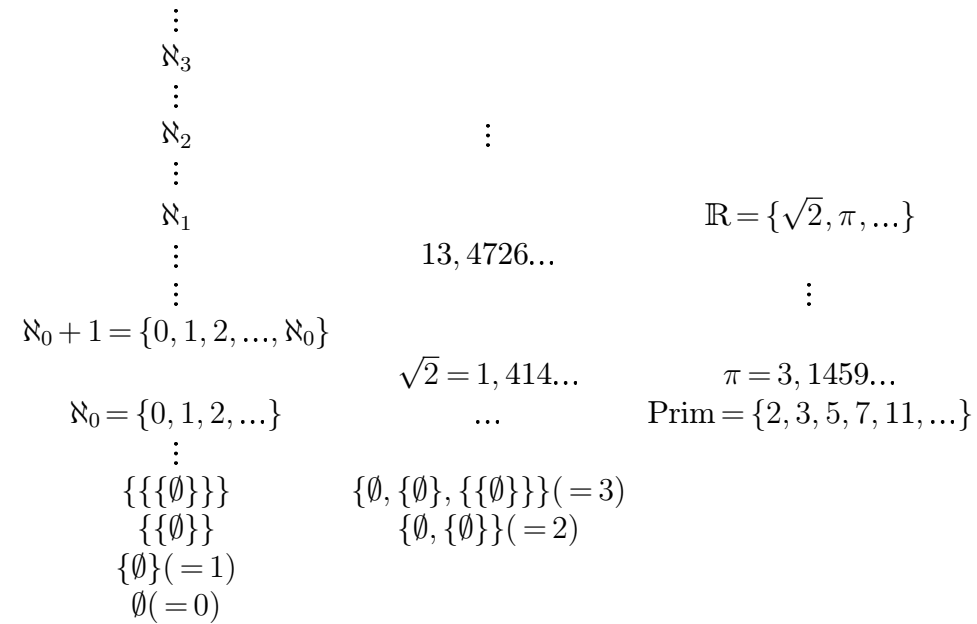 ⋮
ℵ₃
⋮
ℵ₂ ⋮
⋮
ℵ₁ ℝ = {√2, π, ...}
⋮ 13, 4726...
⋮ ⋮
ℵ₀ + 1 = {0, 1, 2, ..., ℵ₀}
√2 = 1, 414... π = 3, 1459...
ℵ₀ = {0, 1, 2, ...} ... Prim = {2, 3, 5, 7, 11, ...}
⋮
{{{∅}}} {∅, {∅}, {{∅}}}( = 3)
{{∅}} {∅, {∅}}( = 2)
{∅}( = 1)
∅( = 0)